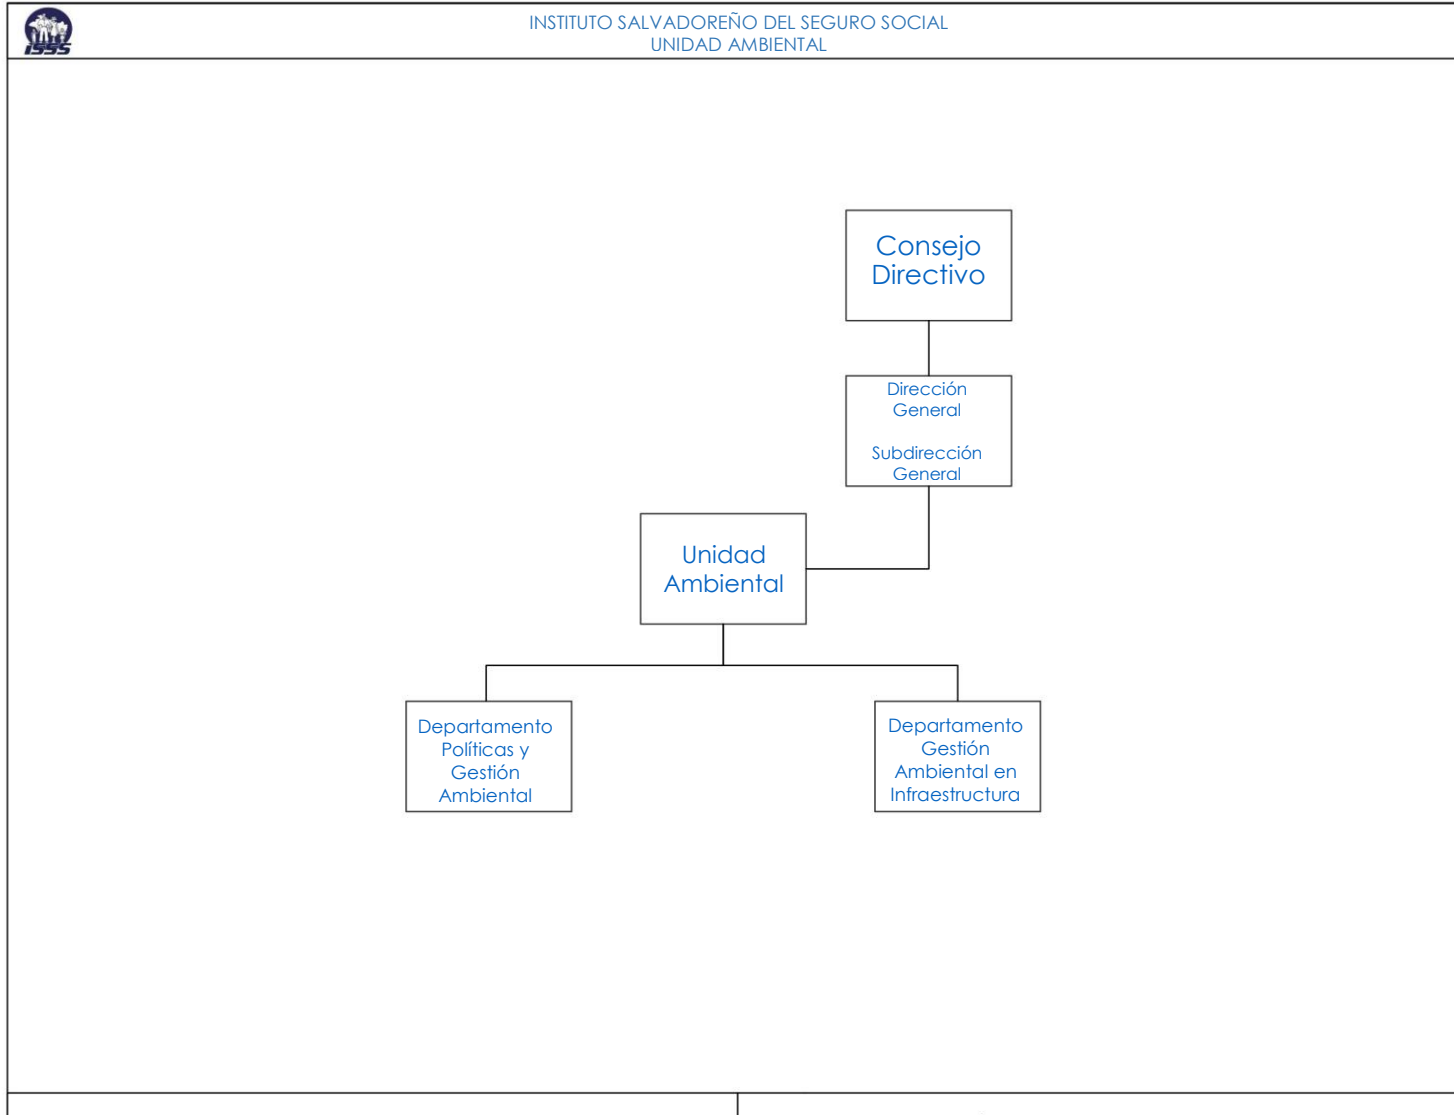 ISSS
INSTITUTO SALVADOREÑO DEL SEGURO SOCIAL
UNIDAD AMBIENTAL
Consejo
Directivo
Dirección
General
Subdirección
General
Unidad
Ambiental
Departamento
Políticas y
Gestión
Ambiental
Departamento
Gestión
Ambiental en
Infraestructura